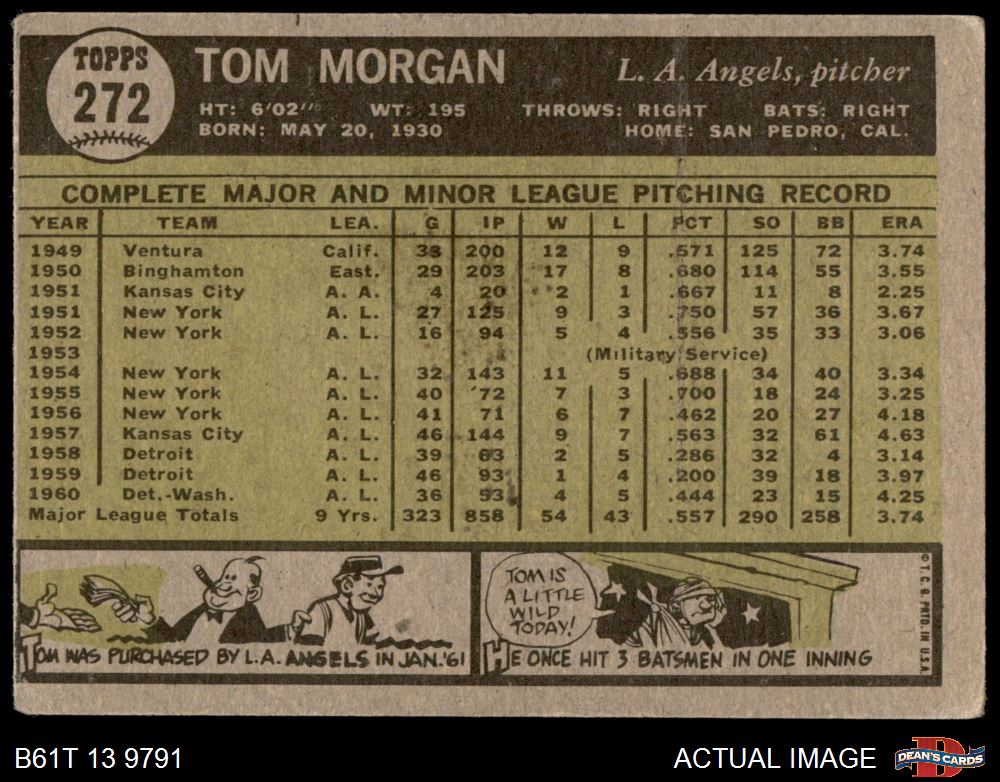 TOPPS
272
TOM MORGAN
L. A. Angels, pitcher
HT: 6'02" WT: 195 THROWS: RIGHT BATS: RIGHT
BORN: MAY 20, 1930 HOME: SAN PEDRO, CAL.
COMPLETE MAJOR AND MINOR LEAGUE PITCHING RECORD
YEAR TEAM LEA. G IP W L PCT SO BB ERA
1949 Ventura Calif. 38 200 12 9 .571 125 72 3.74
1950 Binghamton East. 29 203 17 8 .680 114 55 3.55
1951 Kansas City A. A. 4 20 2 1 .667 11 8 2.25
1951 New York A. L. 27 125 9 3 .750 57 36 3.67
1952 New York A. L. 16 94 5 4 .556 35 33 3.06
1953 (Military Service)
1954 New York A. L. 32 143 11 5 .688 34 40 3.34
1955 New York A. L. 40 72 7 3 .700 18 24 3.25
1956 New York A. L. 41 71 6 7 .462 20 27 4.18
1957 Kansas City A. L. 46 144 9 7 .563 32 61 4.63
1958 Detroit A. L. 39 63 2 5 .286 32 4 3.14
1959 Detroit A. L. 46 93 1 4 .200 39 18 3.97
1960 Det.-Wash. A. L. 36 53 4 5 .444 23 15 4.25
Major League Totals 9 Yrs. 323 858 54 43 .557 290 258 3.74
TOM WAS PURCHASED BY L.A. ANGELS IN JAN. '61
TOM IS
A LITTLE
WILD
TODAY!
HE ONCE HIT 3 BATSMEN IN ONE INNING
© T. C. G. PRTD. IN U.S.A.
B61T 13 9791
ACTUAL IMAGE
D
DEAN'S CARDS